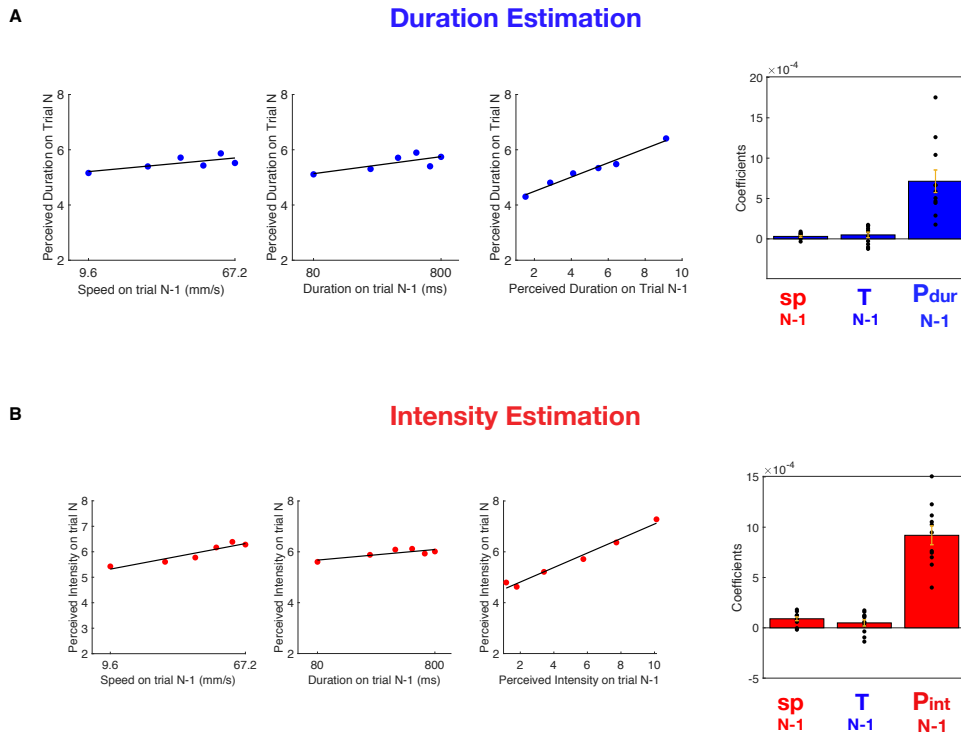 A
Duration Estimation
Perceived Duration on Trial N
8
6
4
2
9.6
67.2
Speed on trial N-1 (mm/s)
Perceived Duration on Trial N
8
6
4
2
80
800
Duration on trial N-1 (ms)
Perceived Duration on Trial N
8
6
4
2
2
4
6
8
10
Perceived Duration on Trial N-1
×10⁻⁴
Coefficients
20
15
10
5
0
sp
N-1
T
N-1
Pdur
N-1
B
Intensity Estimation
Perceived Intensity on trial N
8
7
6
5
4
3
2
9.6
67.2
Speed on trial N-1 (mm/s)
Perceived Intensity on trial N
8
6
4
2
80
800
Duration on trial N-1 (ms)
Perceived Intensity on trial N
8
6
4
2
2
4
6
8
10
Perceived Intensity on trial N-1
×10⁻⁴
Coefficients
15
10
5
0
-5
sp
N-1
T
N-1
Pint
N-1